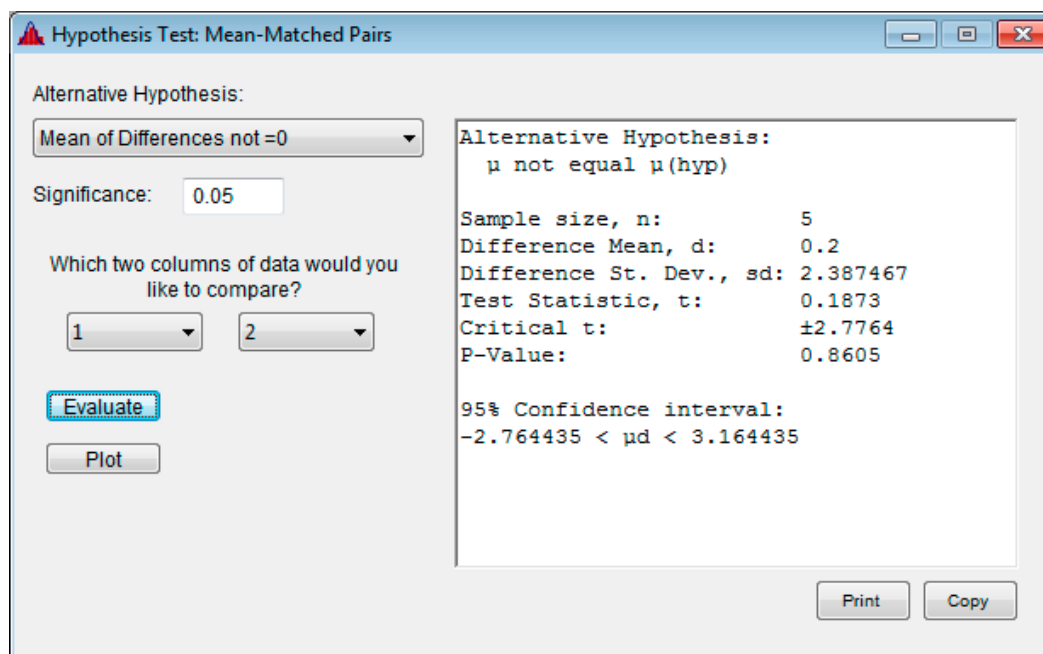 Hypothesis Test: Mean-Matched Pairs
Alternative Hypothesis:
Mean of Differences not =0
Significance: 0.05
Which two columns of data would you
like to compare?
1 2
Evaluate
Plot
Alternative Hypothesis:
μ not equal μ(hyp)
Sample size, n: 5
Difference Mean, d: 0.2
Difference St. Dev., sd: 2.387467
Test Statistic, t: 0.1873
Critical t: ±2.7764
P-Value: 0.8605
95% Confidence interval:
-2.764435 < μd < 3.164435
Print Copy